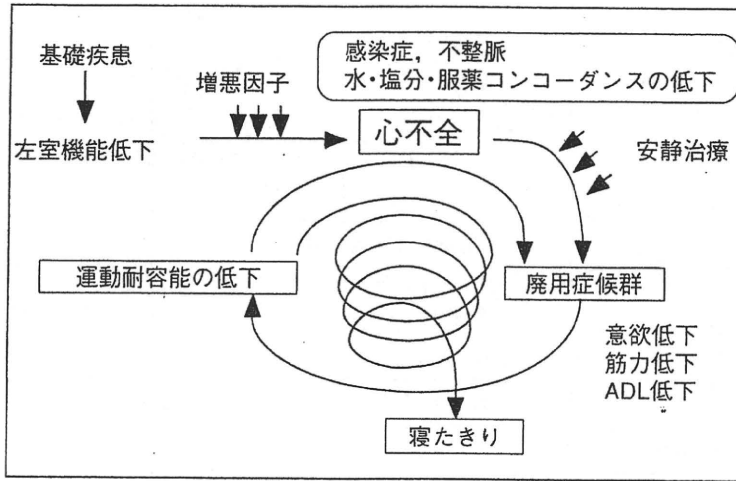 基礎疾患
感染症，不整脈
水・塩分・服薬コンコーダンスの低下
増悪因子
左室機能低下
心不全
安静治療
運動耐容能の低下
廃用症候群
意欲低下
筋力低下
ADL低下
寝たきり